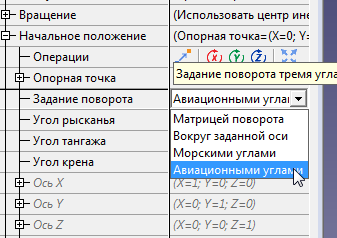 Вращение (Использовать центр ине
Начальное положение (Опорная точка=(X=0; Y=
Операции
Задание поворота тремя угла
Опорная точка
Задание поворота Авиационными углам
Матрицей поворота
Угол рысканья Вокруг заданной оси
Угол тангажа Морскими углами
Угол крена Авиационными углами
Ось X (X=1; Y=0; Z=0)
Ось Y (X=0; Y=1; Z=0)
Ось Z (X=0; Y=0; Z=1)